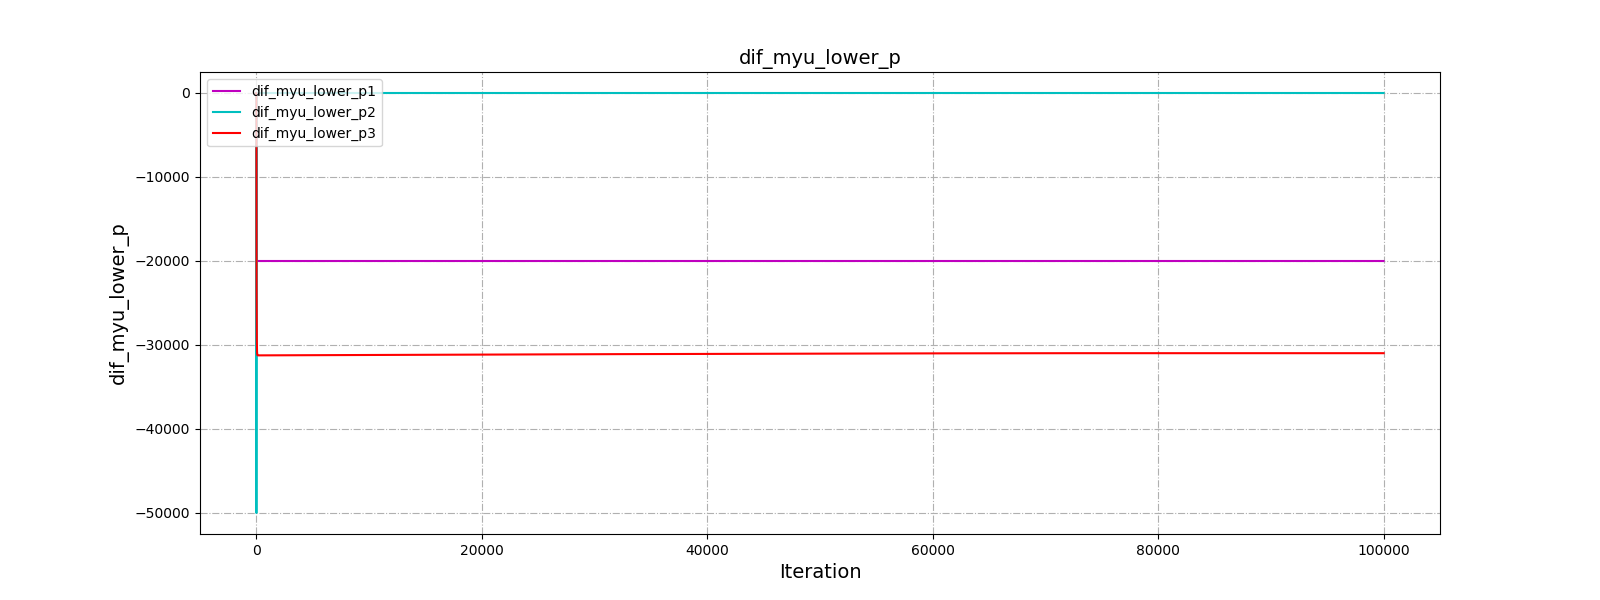 dif_myu_lower_p
dif_myu_lower_p1
dif_myu_lower_p2
dif_myu_lower_p3
0
−10000
−20000
−30000
−40000
−50000
dif_myu_lower_p
0 20000 40000 60000 80000 100000
Iteration